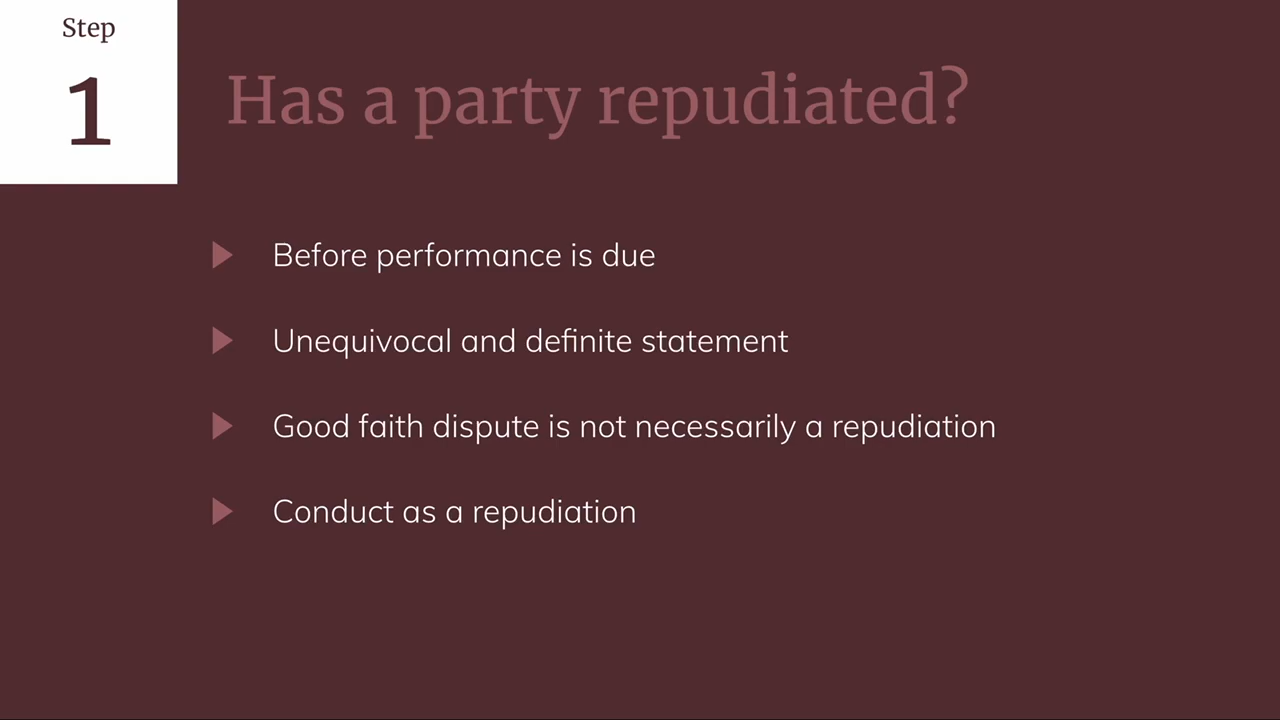 Step
1
Has a party repudiated?
Before performance is due
Unequivocal and definite statement
Good faith dispute is not necessarily a repudiation
Conduct as a repudiation